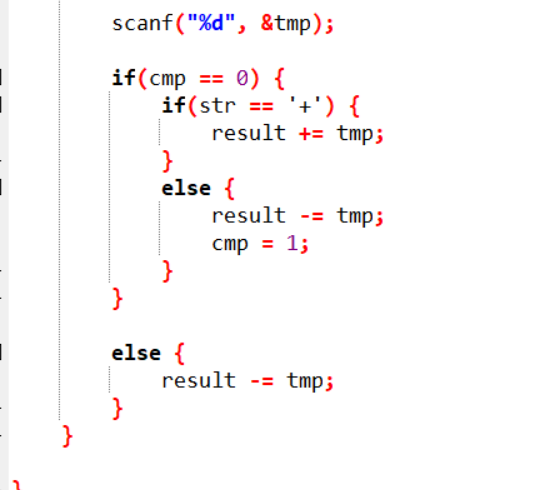 scanf("%d", &tmp);
if(cmp == 0) {
if(str == '+') {
result += tmp;
}
else {
result -= tmp;
cmp = 1;
}
}
else {
result -= tmp;
}
}
}